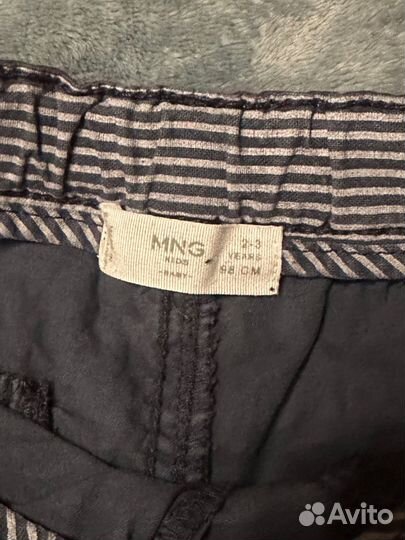 MNG
KIDS
-BABY-
2-3
YEARS
98 CM
Avito